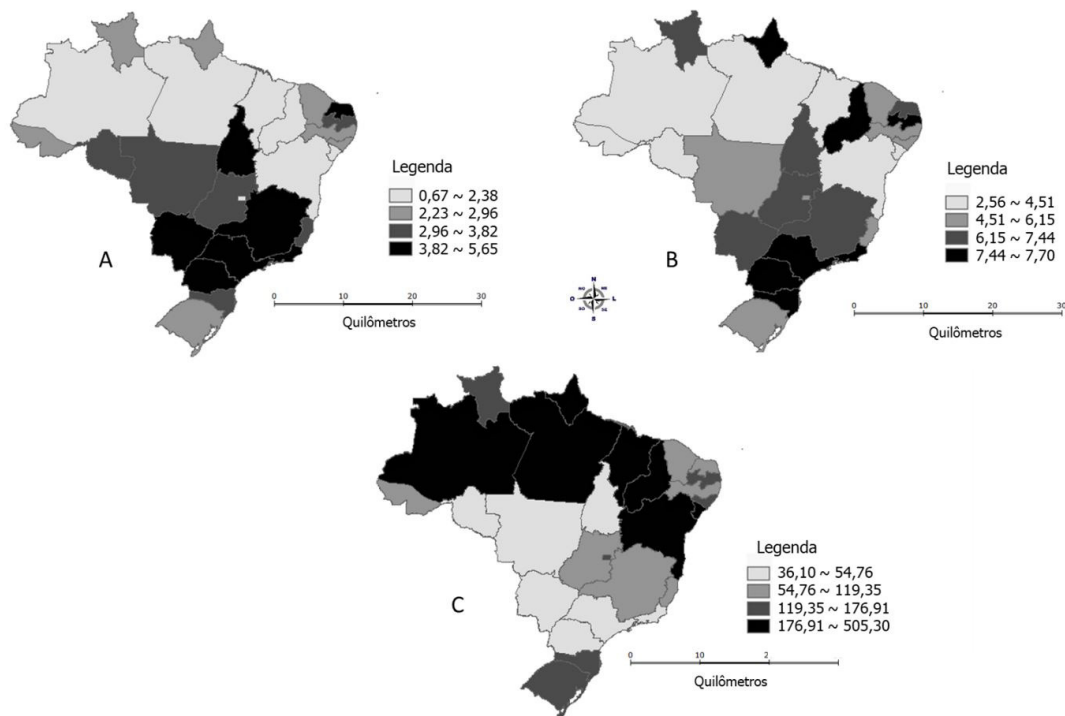 Legenda
0,67 ~ 2,38
2,23 ~ 2,96
2,96 ~ 3,82
3,82 ~ 5,65
A
0 10 20 30
Quilômetros
N
O L
S
Legenda
2,56 ~ 4,51
4,51 ~ 6,15
6,15 ~ 7,44
7,44 ~ 7,70
B
0 10 20 30
Quilômetros
Legenda
36,10 ~ 54,76
54,76 ~ 119,35
119,35 ~ 176,91
176,91 ~ 505,30
C
0 10 2
Quilômetros